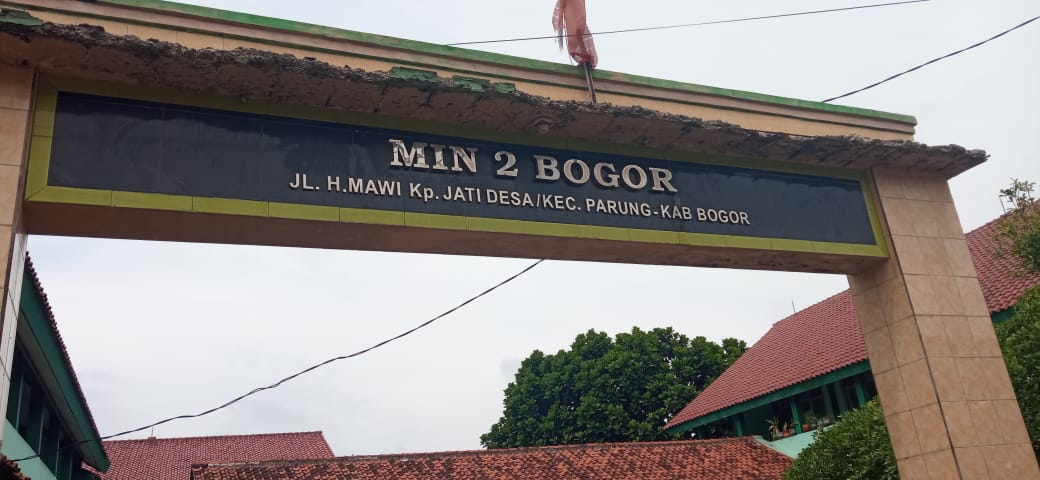 MIN 2 BOGOR
JL. H.MAWI Kp. JATI DESA/KEC. PARUNG-KAB BOGOR